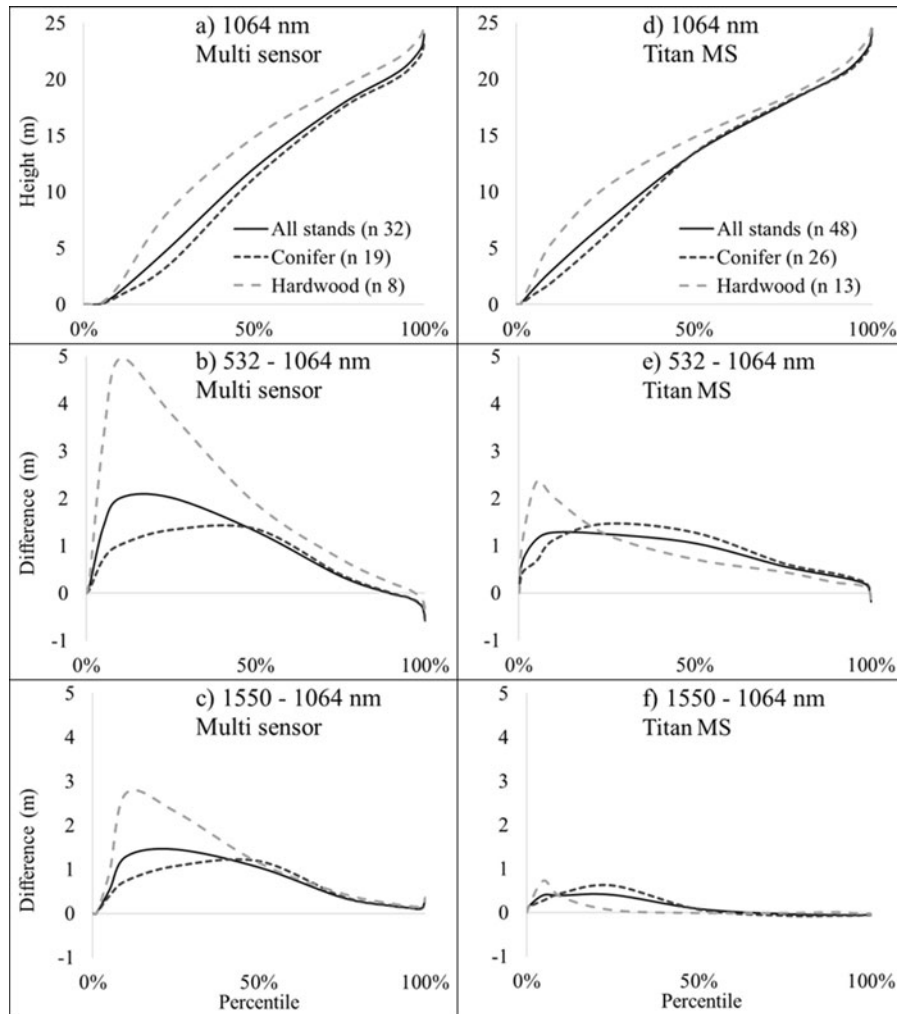 a) 1064 nm
Multi sensor
25
20
15
10
5
0
Height (m)
All stands (n 32)
Conifer (n 19)
Hardwood (n 8)
0%
50%
100%
d) 1064 nm
Titan MS
25
20
15
10
5
0
All stands (n 48)
Conifer (n 26)
Hardwood (n 13)
0%
50%
100%
b) 532 - 1064 nm
Multi sensor
5
4
3
2
1
0
-1
Difference (m)
0%
50%
100%
e) 532 - 1064 nm
Titan MS
5
4
3
2
1
0
-1
0%
50%
100%
c) 1550 - 1064 nm
Multi sensor
5
4
3
2
1
0
-1
Difference (m)
0%
50%
100%
Percentile
f) 1550 - 1064 nm
Titan MS
5
4
3
2
1
0
-1
0%
50%
100%
Percentile